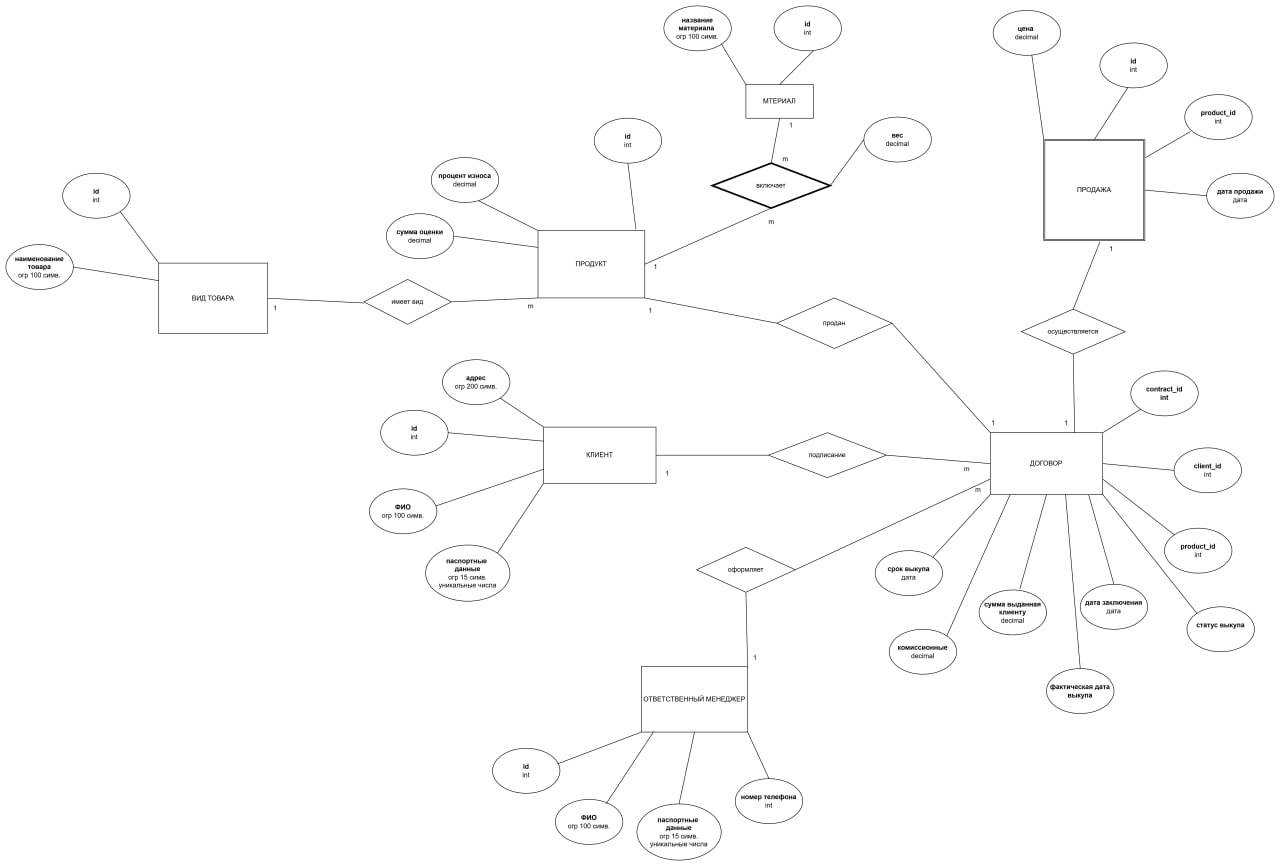 название
материала
огр 100 симв.
id
int
МТЕРИАЛ
1
m
включает
m
1
вес
decimal
цена
decimal
id
int
product_id
int
дата продажи
дата
ПРОДАЖА
1
осуществляется
1
id
int
процент износа
decimal
сумма оценки
decimal
ПРОДУКТ
m
1
id
int
наименование
товара
огр 100 симв.
ВИД ТОВАРА
1
имеет вид
продан
1
адрес
огр 200 симв.
id
int
ФИО
огр 100 симв.
паспортные
данные
огр 15 симв.
уникальные числа
КЛИЕНТ
1
подписание
m
m
ДОГОВОР
contract_id
int
client_id
int
product_id
int
статус выкупа
дата заключения
дата
фактическая дата
выкупа
сумма выданная
клиенту
decimal
комиссионные
decimal
срок выкупа
дата
оформляет
1
ОТВЕТСТВЕННЫЙ МЕНЕДЖЕР
id
int
ФИО
огр 100 симв.
паспортные
данные
огр 15 симв.
уникальные числа
номер телефона
int